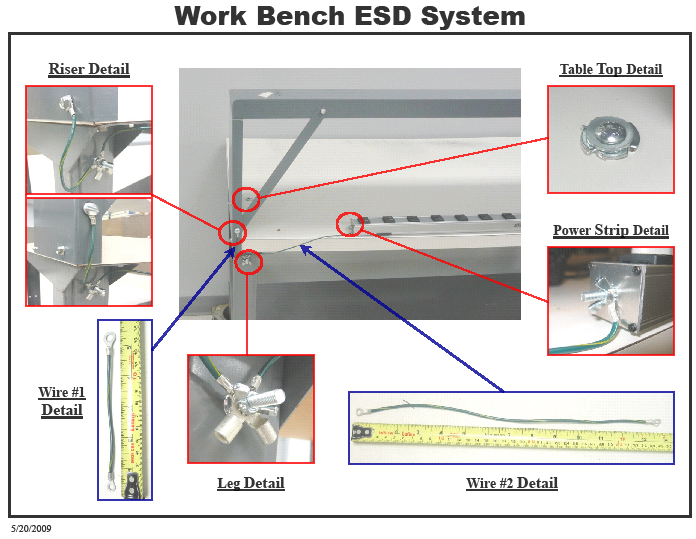 Work Bench ESD System
Riser Detail
Table Top Detail
Power Strip Detail
Wire #1
Detail
Leg Detail
Wire #2 Detail
5/20/2009